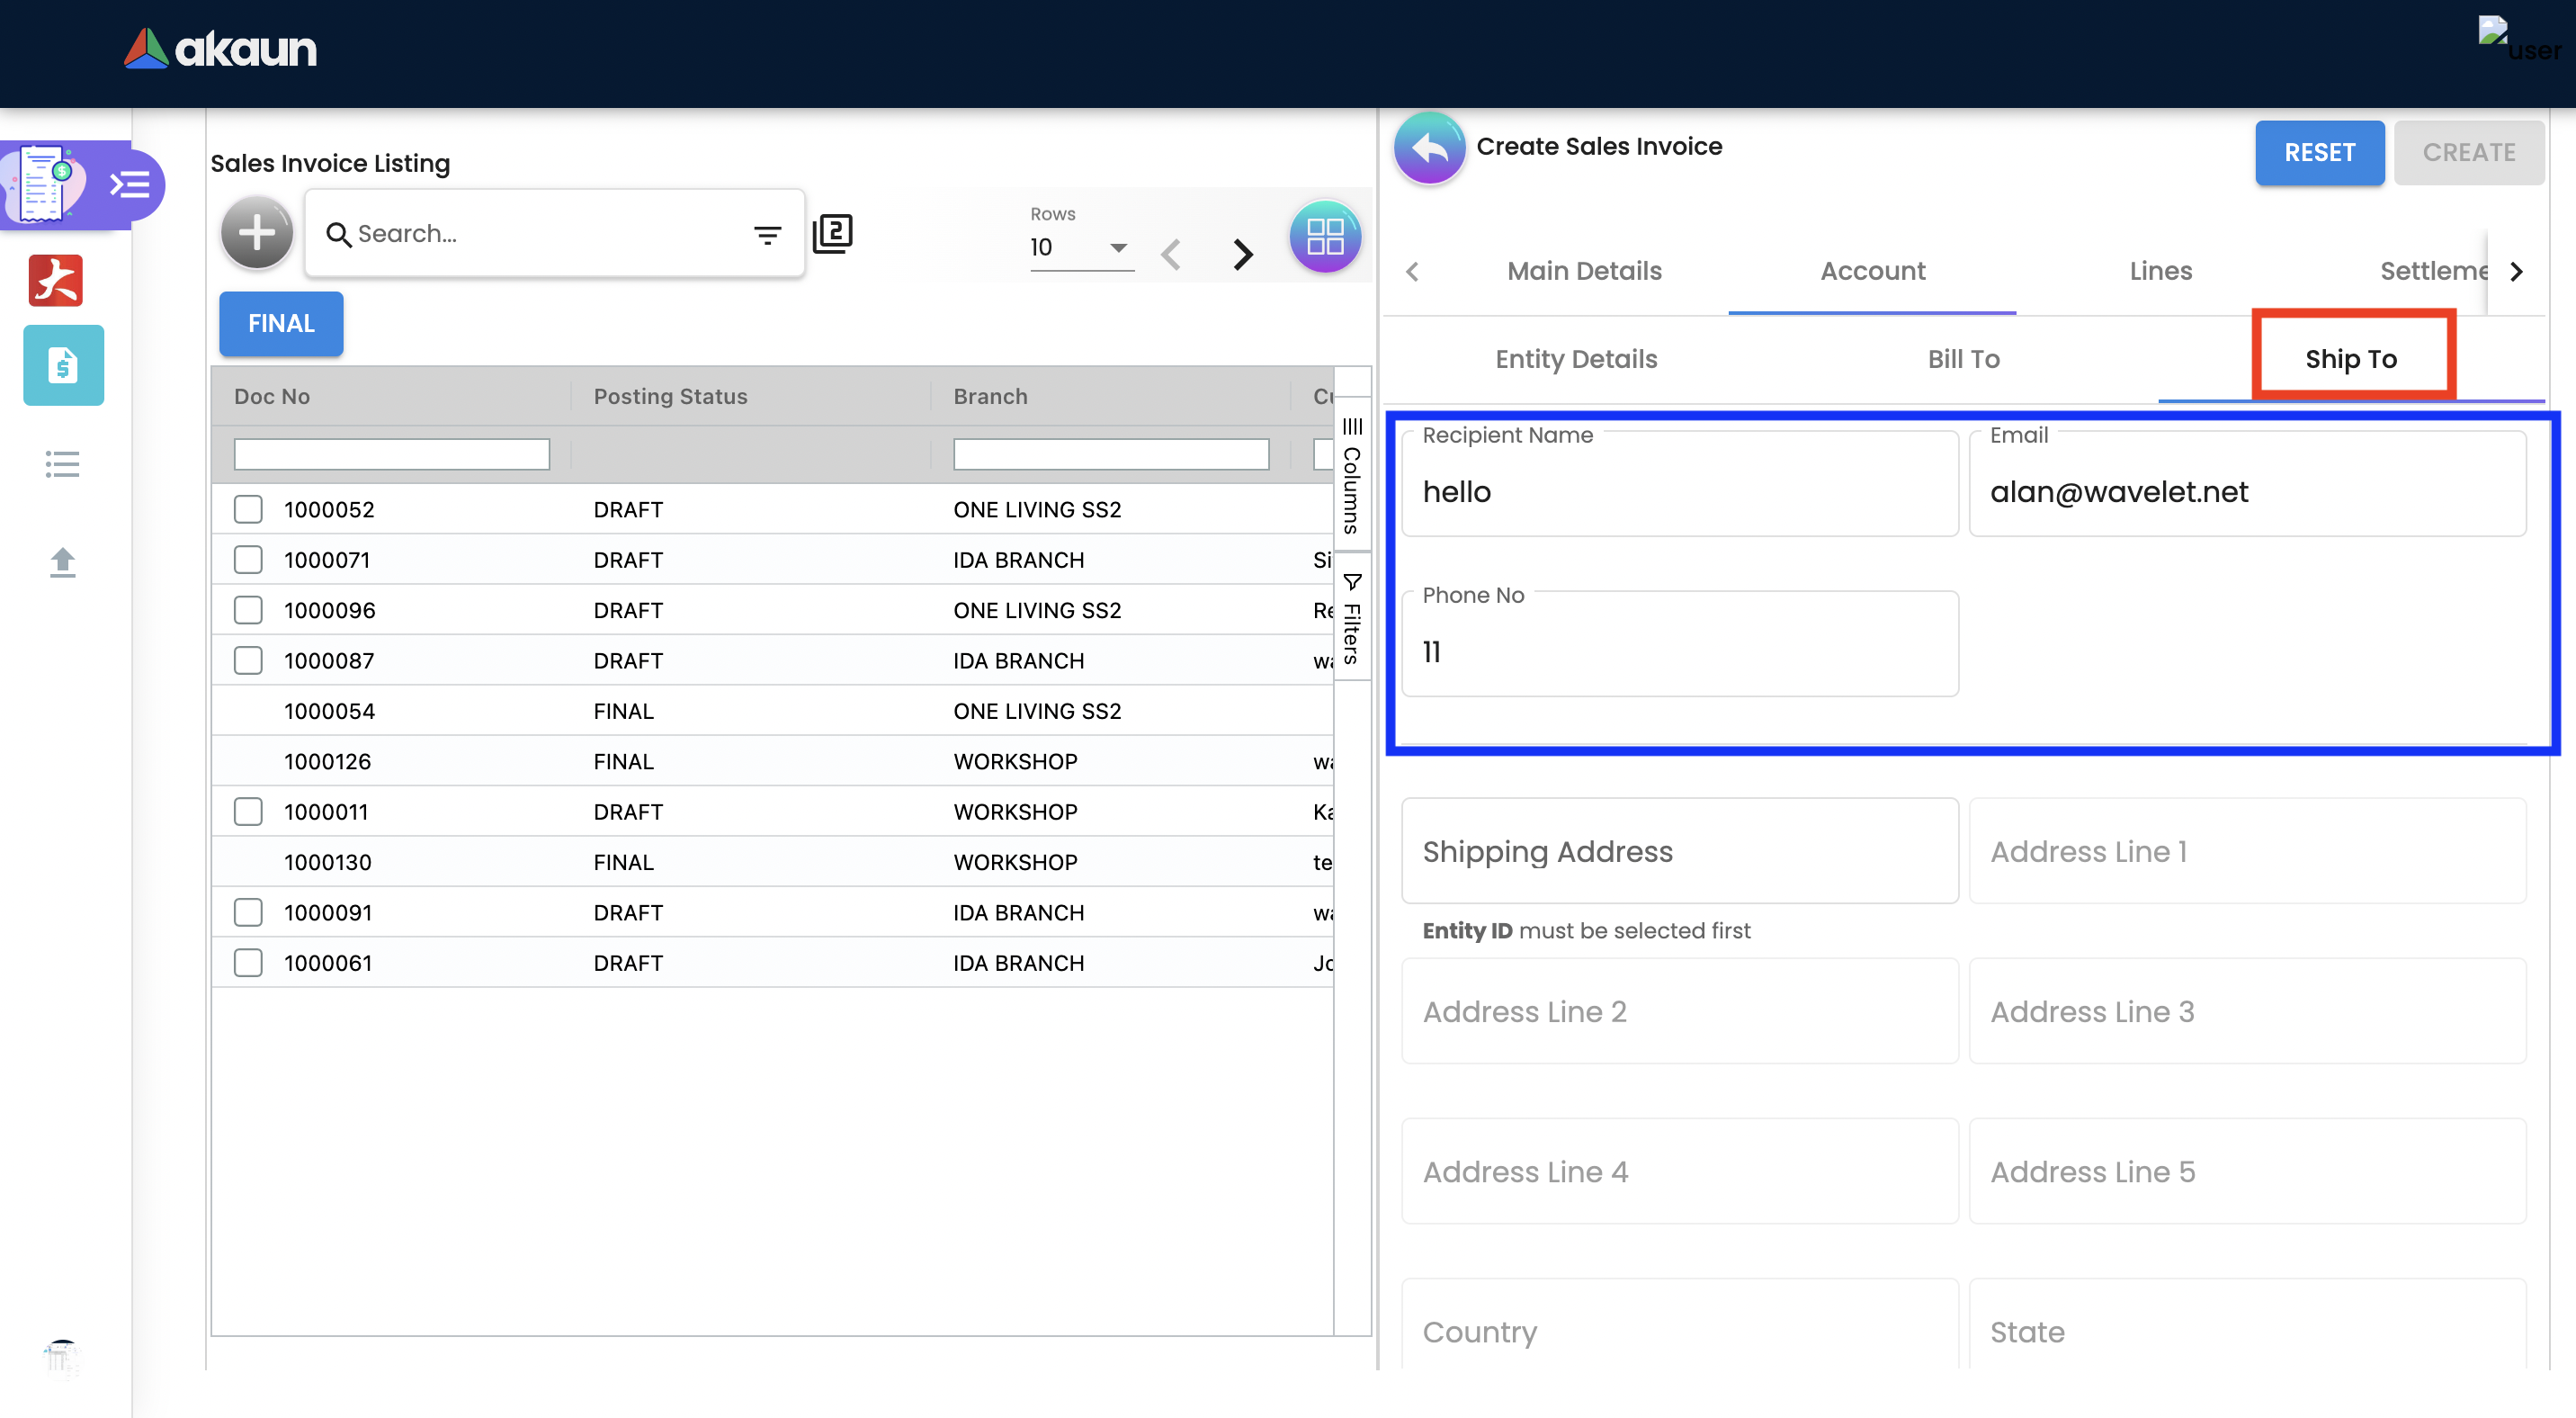 akaun
user
Sales Invoice Listing
Search...
2
Rows
10
FINAL
Doc No Posting Status Branch Cu
1000052 DRAFT ONE LIVING SS2
1000071 DRAFT IDA BRANCH Si
1000096 DRAFT ONE LIVING SS2 Re
1000087 DRAFT IDA BRANCH wa
1000054 FINAL ONE LIVING SS2
1000126 FINAL WORKSHOP wa
1000011 DRAFT WORKSHOP Ka
1000130 FINAL WORKSHOP te
1000091 DRAFT IDA BRANCH wa
1000061 DRAFT IDA BRANCH Jo
Columns
Filters
Create Sales Invoice
RESET CREATE
Main Details Account Lines Settleme
Entity Details Bill To Ship To
Recipient Name Email
hello alan@wavelet.net
Phone No
11
Shipping Address Address Line 1
Entity ID must be selected first
Address Line 2 Address Line 3
Address Line 4 Address Line 5
Country State